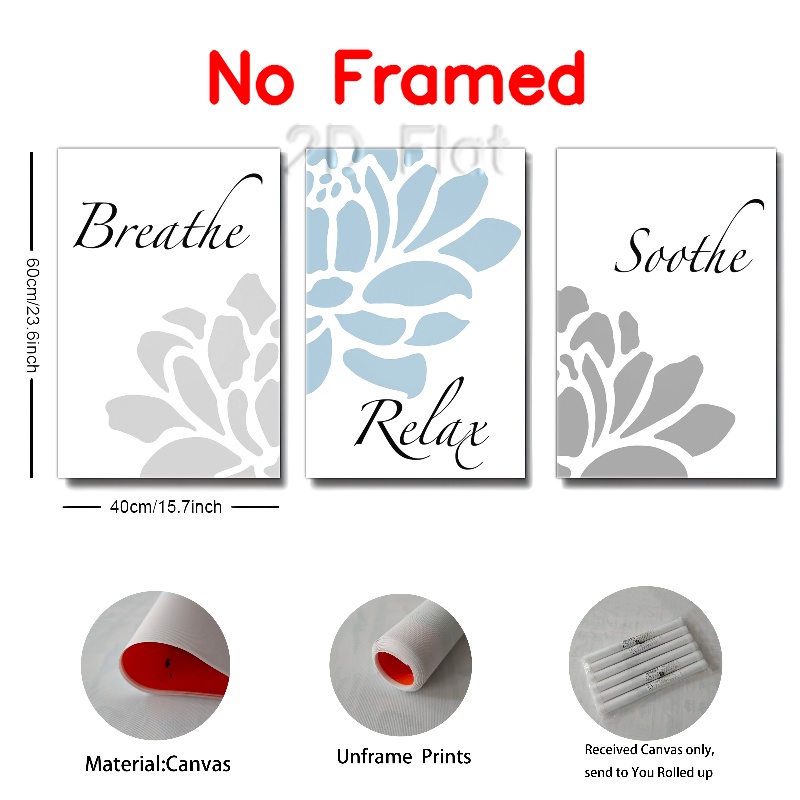 No Framed
2D Flat
Breathe
Soothe
Relax
60cm/23.6inch
40cm/15.7inch
Material:Canvas
Unframe Prints
Received Canvas only,
send to You Rolled up